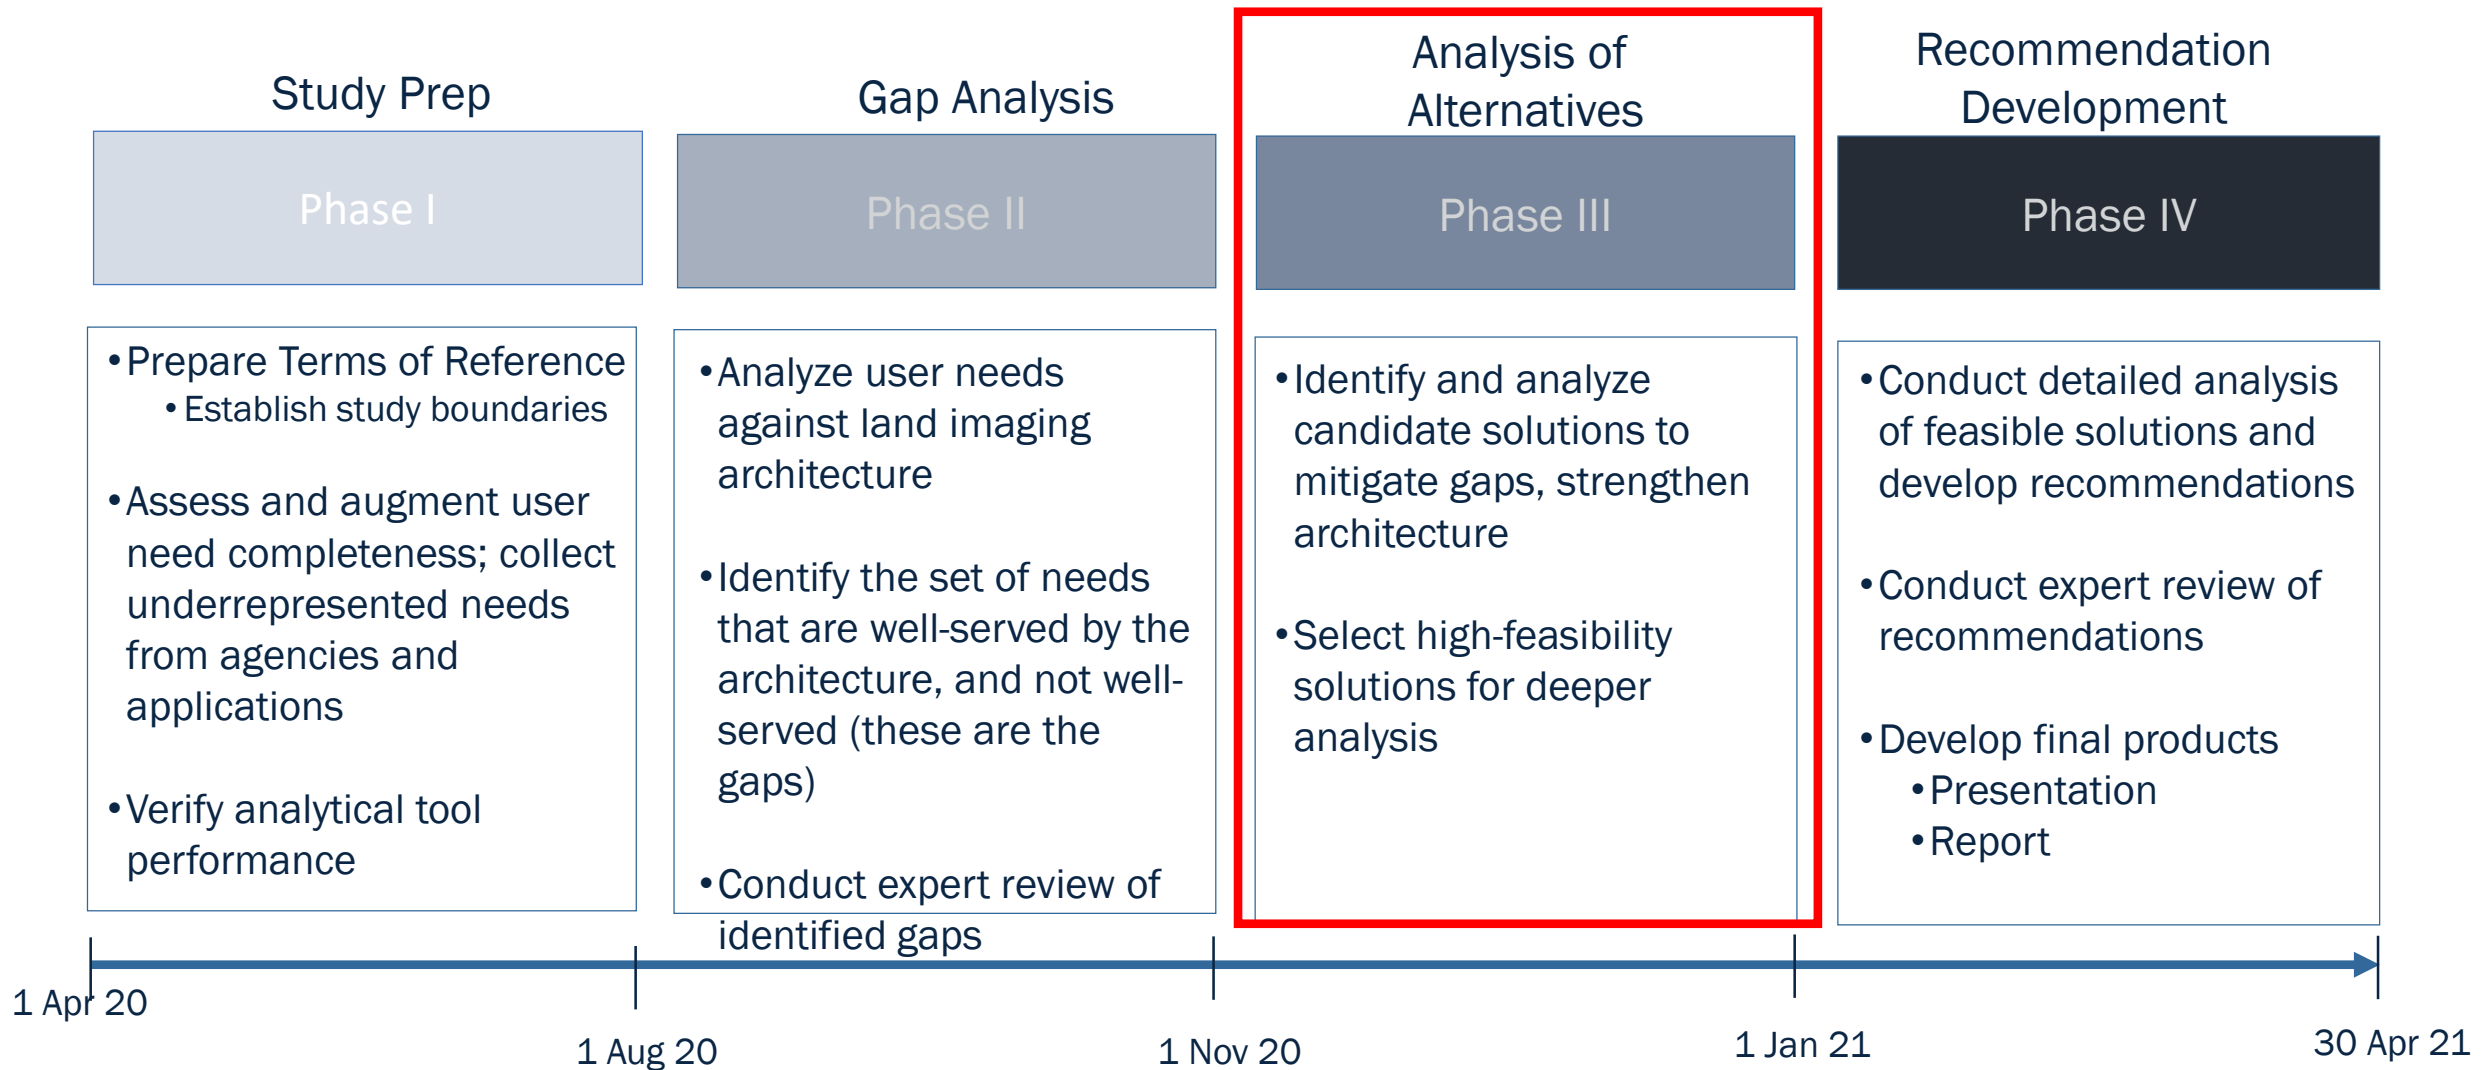 Study Prep
Phase I
•Prepare Terms of Reference
•Establish study boundaries
•Assess and augment user
need completeness; collect
underrepresented needs
from agencies and
applications
•Verify analytical tool
performance
Gap Analysis
Phase II
•Analyze user needs
against land imaging
architecture
•Identify the set of needs
that are well-served by the
architecture, and not well-
served (these are the
gaps)
•Conduct expert review of
identified gaps
Analysis of
Alternatives
Phase III
•Identify and analyze
candidate solutions to
mitigate gaps, strengthen
architecture
•Select high-feasibility
solutions for deeper
analysis
Recommendation
Development
Phase IV
•Conduct detailed analysis
of feasible solutions and
develop recommendations
•Conduct expert review of
recommendations
•Develop final products
•Presentation
•Report
1 Apr 20
1 Aug 20
1 Nov 20
1 Jan 21
30 Apr 21